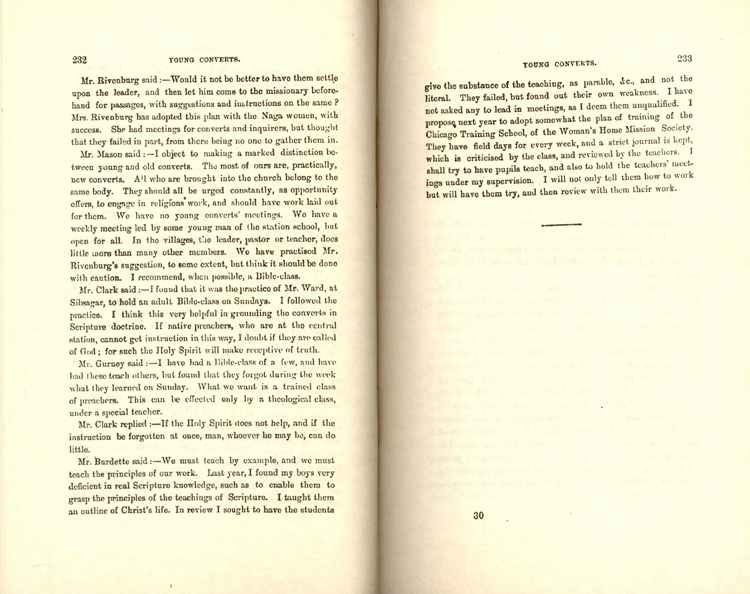 232
YOUNG CONVERTS.
Mr. Rivenburg said :—Would it not be better to have them settle
upon the leader, and then let him come to the missionary before-
hand for passages, with suggestions and instructions on the same ?
Mrs. Rivenburg has adopted this plan with the Naga women, with
success. She had meetings for converts and inquirers, but thought
that they failed in part, from there being no one to gather them in.
Mr. Mason said :—I object to making a marked distinction be-
tween young and old converts. The most of ours are, practically,
new converts. All who are brought into the church belong to the
same body. They should all be urged constantly, as opportunity
offers, to engage in religious work, and should have work laid out
for them. We have no young converts' meetings. We have a
weekly meeting led by some young man of the station school, but
open for all. In the villages, the leader, pastor or teacher, does
little more than many other members. We have practised Mr.
Rivenburg's suggestion, to some extent, but think it should be done
with caution. I recommend, when possible, a Bible-class.
Mr. Clark said :—I found that it was the practice of Mr. Ward, at
Sibsagar, to hold an adult Bible-class on Sundays. I followed the
practice. I think this very helpful in grounding the converts in
Scripture doctrine. If native preachers, who are at the central
station, cannot get instruction in this way, I doubt if they are called
of God ; for such the Holy Spirit will make receptive of truth.
Mr. Gurney said :—I have had a Bible-class of a few, and have
had these teach others, but found that they forgot during the week
what they learned on Sunday. What we want is a trained class
of preachers. This can be effected only by a theological class,
under a special teacher.
Mr. Clark replied :—If the Holy Spirit does not help, and if the
instruction be forgotten at once, man, whoever he may be, can do
little.
Mr. Burdette said :—We must teach by example, and we must
teach the principles of our work. Last year, I found my boys very
deficient in real Scripture knowledge, such as to enable them to
grasp the principles of the teachings of Scripture. I taught them
an outline of Christ's life. In review I sought to have the students
YOUNG CONVERTS.
233
give the substance of the teaching, as parable, &c., and not the
literal. They failed, but found out their own weakness. I have
not asked any to lead in meetings, as I deem them unqualified. I
propose next year to adopt somewhat the plan of training of the
Chicago Training School, of the Woman's Home Mission Society.
They have field days for every week, and a strict journal is kept,
which is criticised by the class, and reviewed by the teachers. I
shall try to have pupils teach, and also to hold the teachers' meet-
ings under my supervision. I will not only tell them how to work
but will have them try, and then review with them their work.
30